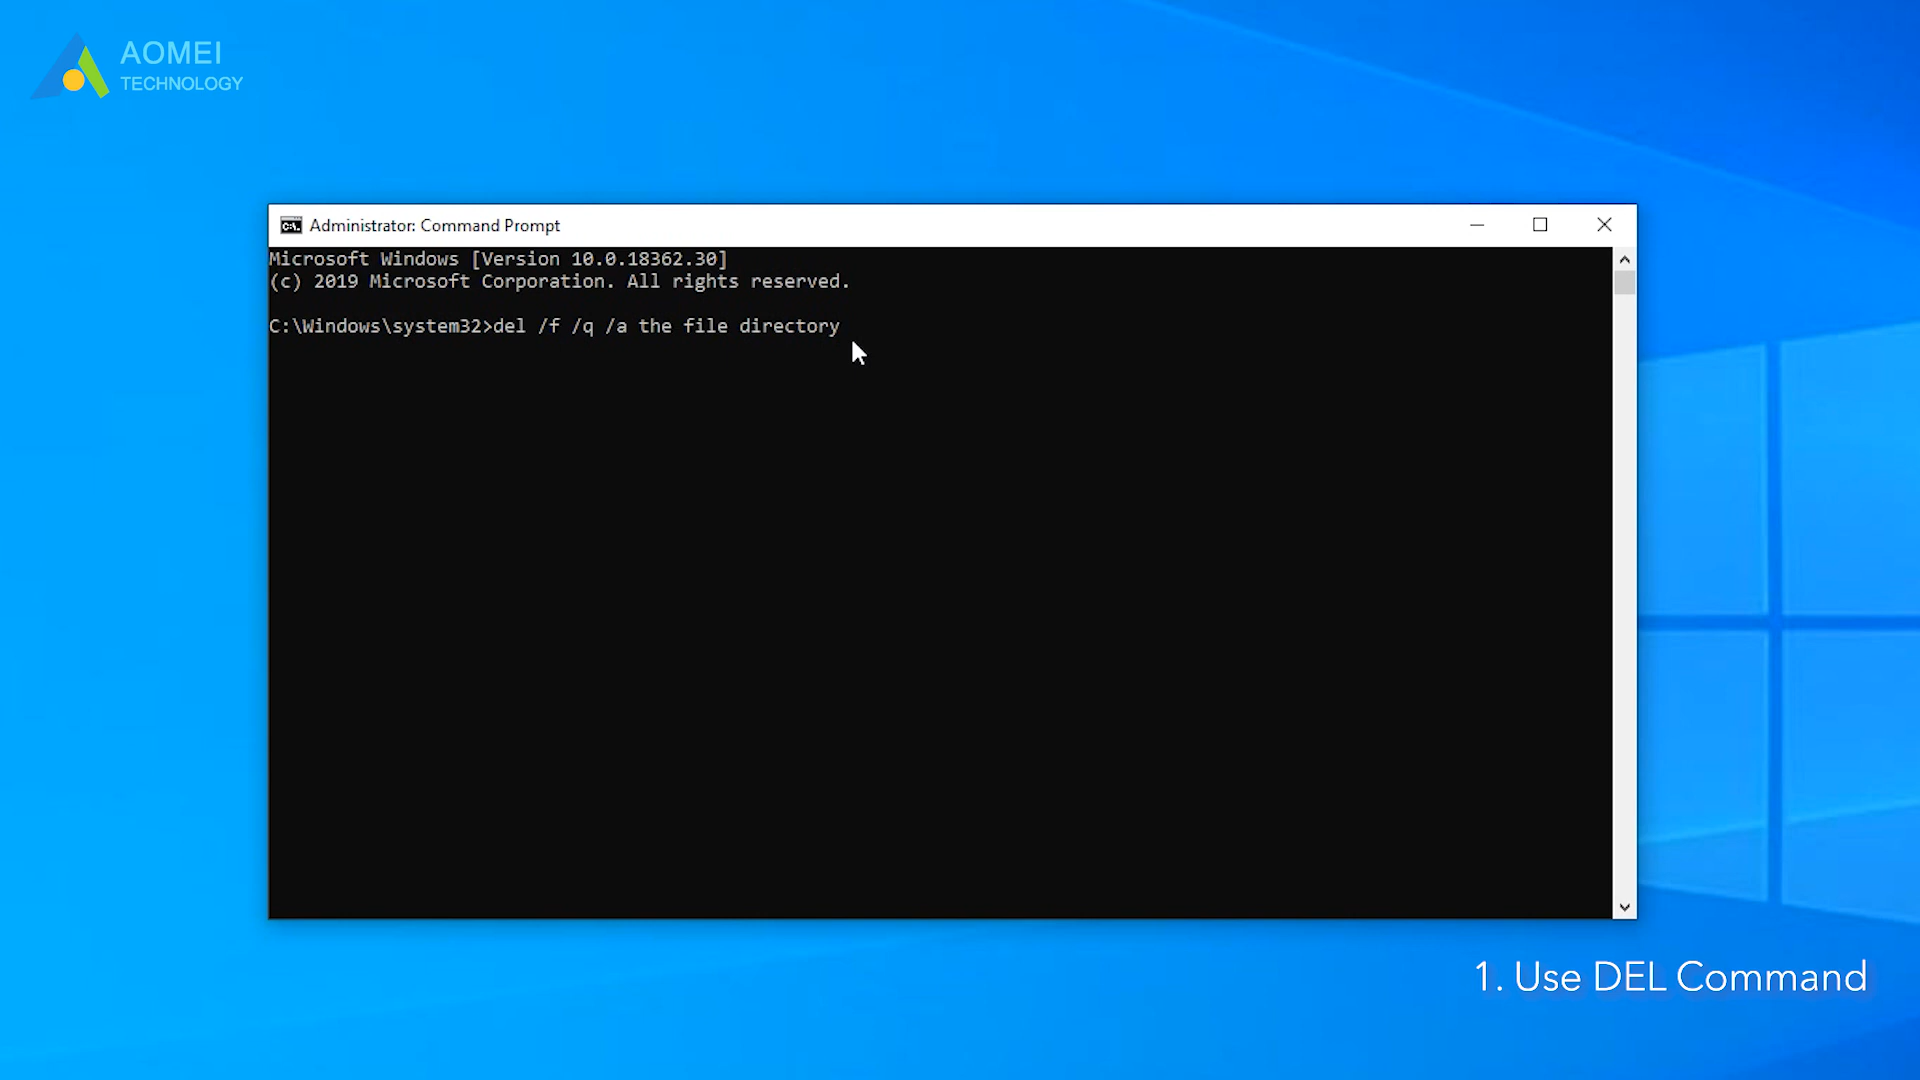 AOMEI
TECHNOLOGY
Administrator: Command Prompt
Microsoft Windows [Version 10.0.18362.30]
(c) 2019 Microsoft Corporation. All rights reserved.
C:\Windows\system32>del /f /q /a the file directory
1. Use DEL Command